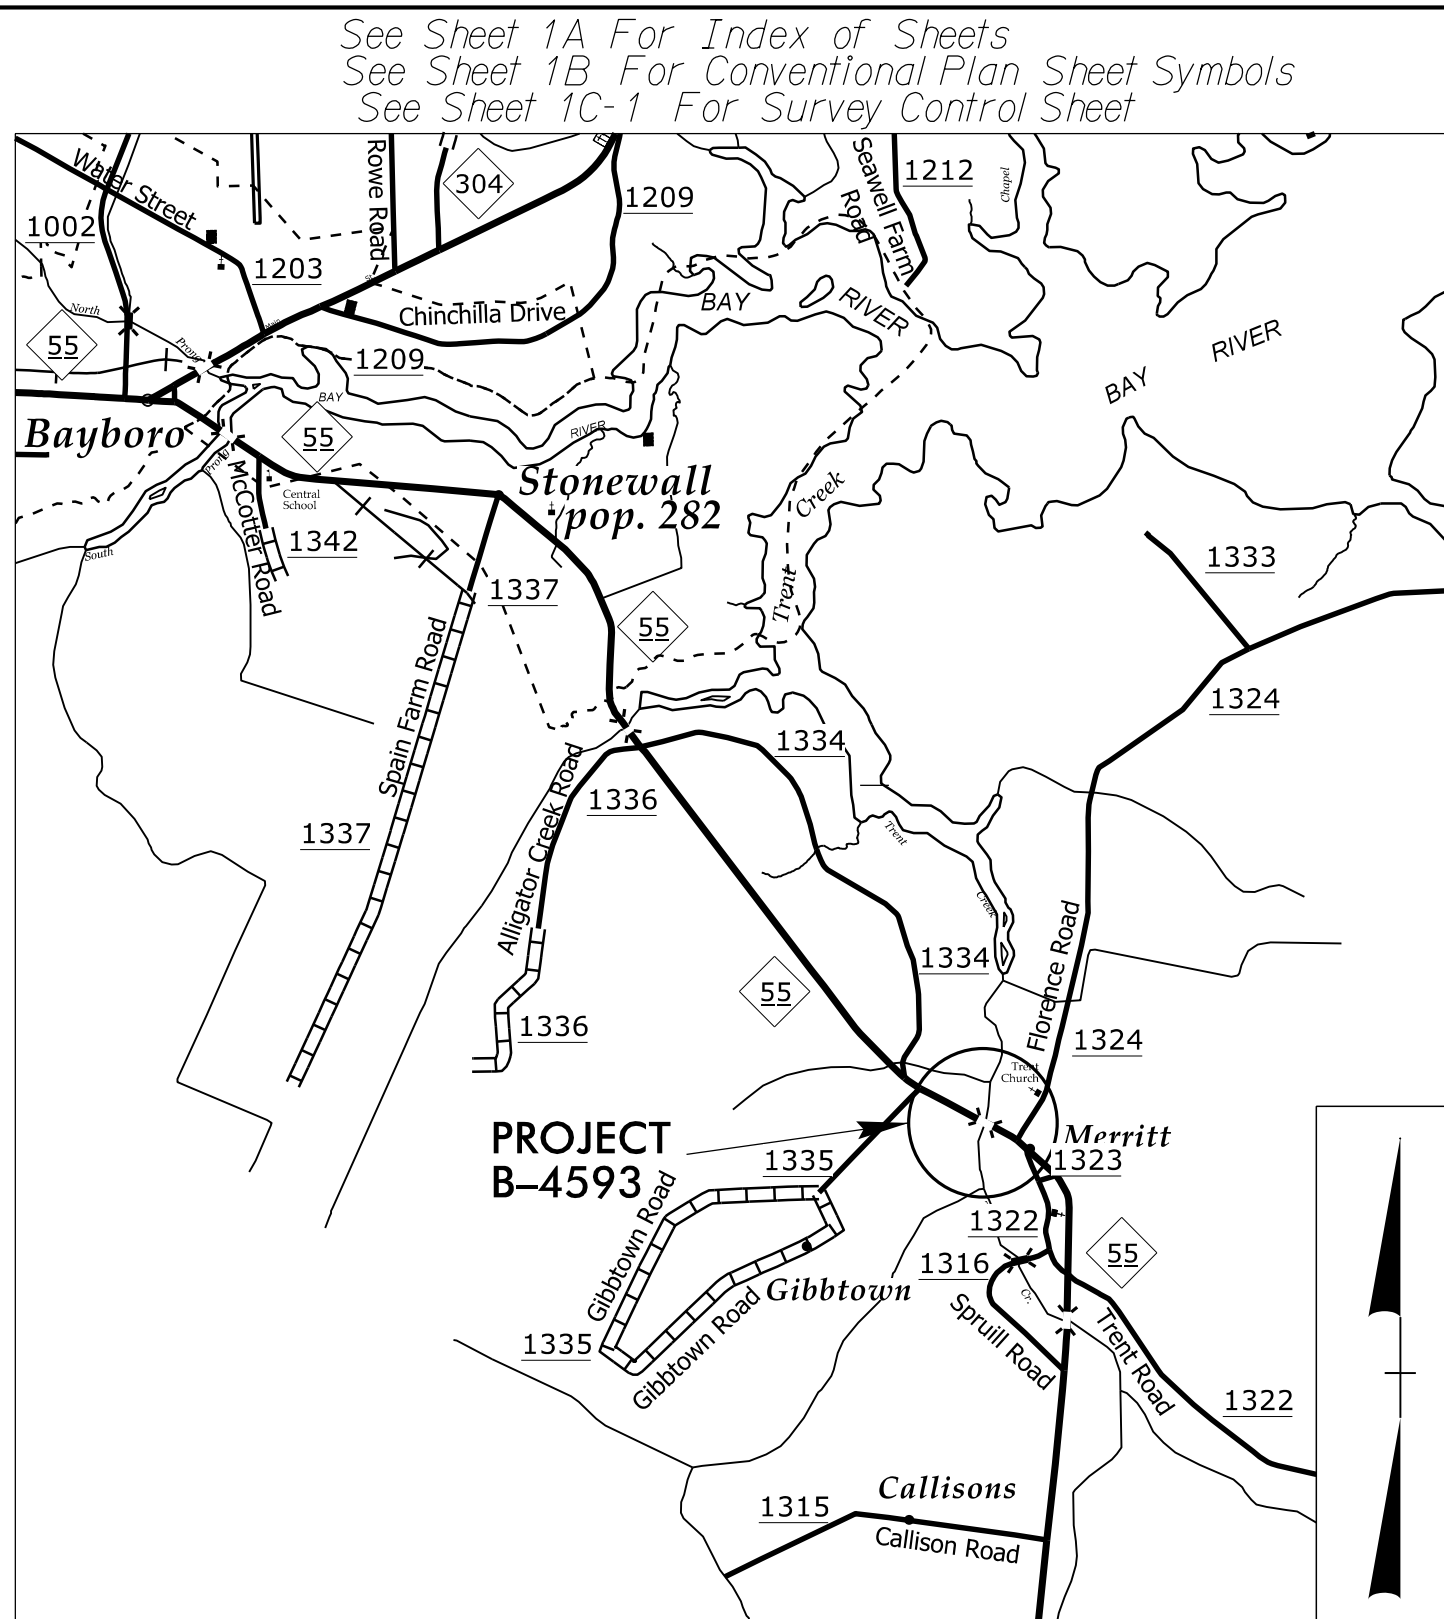 See Sheet 1A For Index of Sheets
See Sheet 1B For Conventional Plan Sheet Symbols
See Sheet 1C-1 For Survey Control Sheet
Water Street
Rowe Road
304
1209
Seawell Farm
Road
1212
Chapel
1002
1203
North
Prong
55
Main
Chinchilla Drive
1209
BAY
RIVER
BAY
RIVER
BAY
RIVER
BAY
RIVER
Bayboro
55
Prong
South
McCotter Road
Central
School
1342
Stonewall
pop. 282
Creek
Trent
1333
1337
55
1324
Spain Farm Road
1334
1336
1337
Alligator Creek Road
Trent
Creek
1334
Florence Road
55
1336
1324
Trent
Church
PROJECT
B–4593
Merritt
1335
1323
Gibbtown Road
1322
1316
55
Gibbtown
Cr.
Spruill Road
Trent Road
1335
Gibbtown Road
1322
Callisons
1315
Callison Road